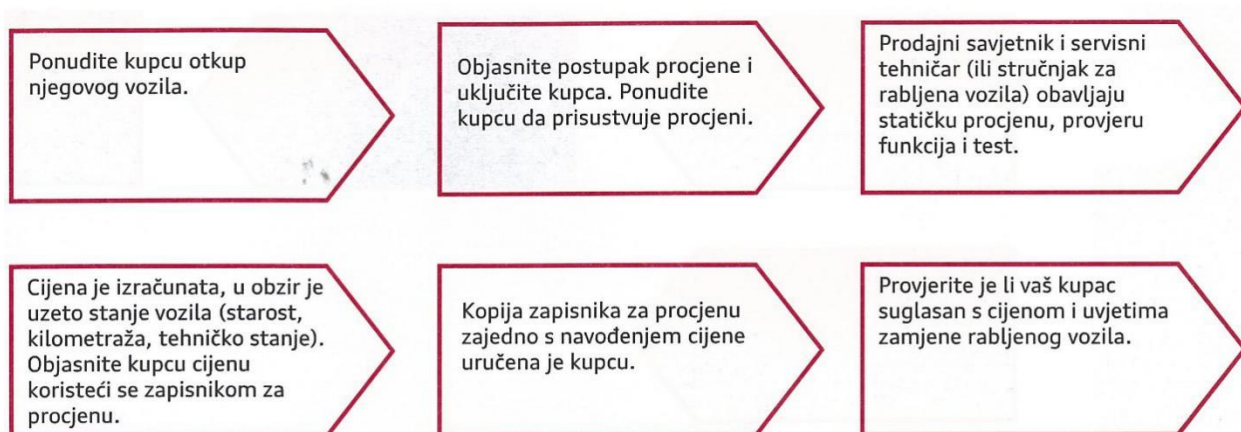 Ponudite kupcu otkup
njegovog vozila.
Objasnite postupak procjene i
uključite kupca. Ponudite
kupcu da prisustvuje procjeni.
Prodajni savjetnik i servisni
tehničar (ili stručnjak za
rabljena vozila) obavljaju
statičku procjenu, provjeru
funkcija i test.
Cijena je izračunata, u obzir je
uzeto stanje vozila (starost,
kilometraža, tehničko stanje).
Objasnite kupcu cijenu
koristeći se zapisnikom za
procjenu.
Kopija zapisnika za procjenu
zajedno s navođenjem cijene
uručena je kupcu.
Provjerite je li vaš kupac
suglasan s cijenom i uvjetima
zamjene rabljenog vozila.